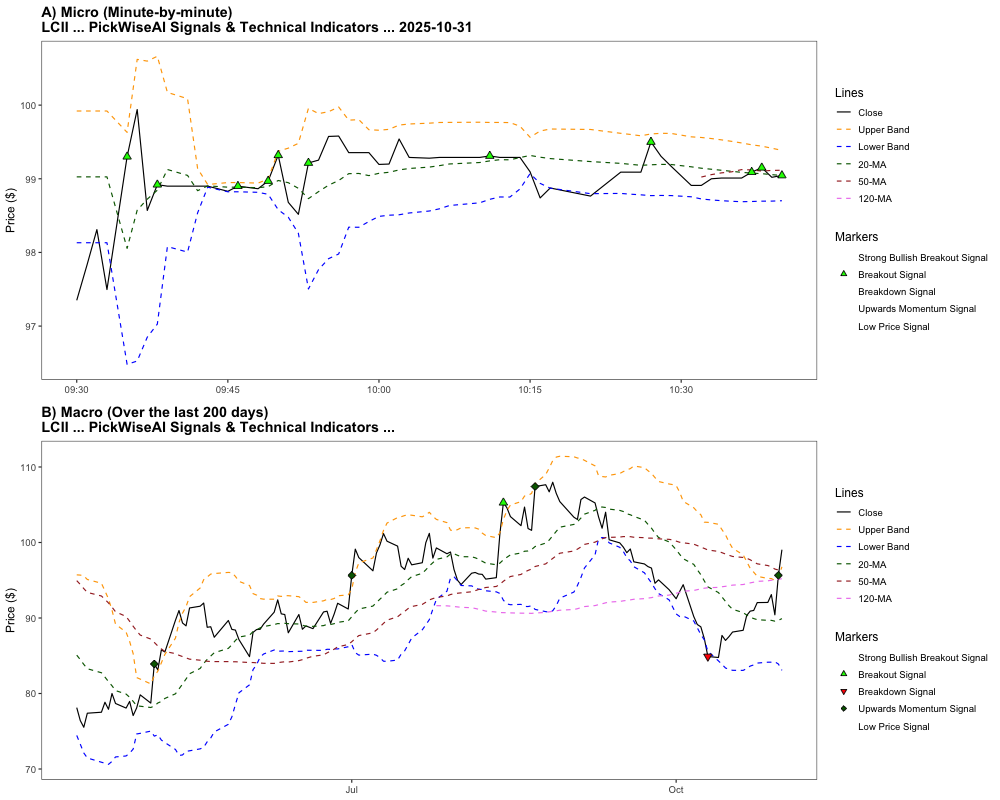 A) Micro (Minute-by-minute)
LCII ... PickWiseAI Signals & Technical Indicators ... 2025-10-31
Price ($)
100
99
98
97
09:30
09:45
10:00
10:15
10:30
Lines
Close
Upper Band
Lower Band
20-MA
50-MA
120-MA
Markers
Strong Bullish Breakout Signal
Breakout Signal
Breakdown Signal
Upwards Momentum Signal
Low Price Signal
B) Macro (Over the last 200 days)
LCII ... PickWiseAI Signals & Technical Indicators ...
Price ($)
110
100
90
80
70
Jul
Oct
Lines
Close
Upper Band
Lower Band
20-MA
50-MA
120-MA
Markers
Strong Bullish Breakout Signal
Breakout Signal
Breakdown Signal
Upwards Momentum Signal
Low Price Signal